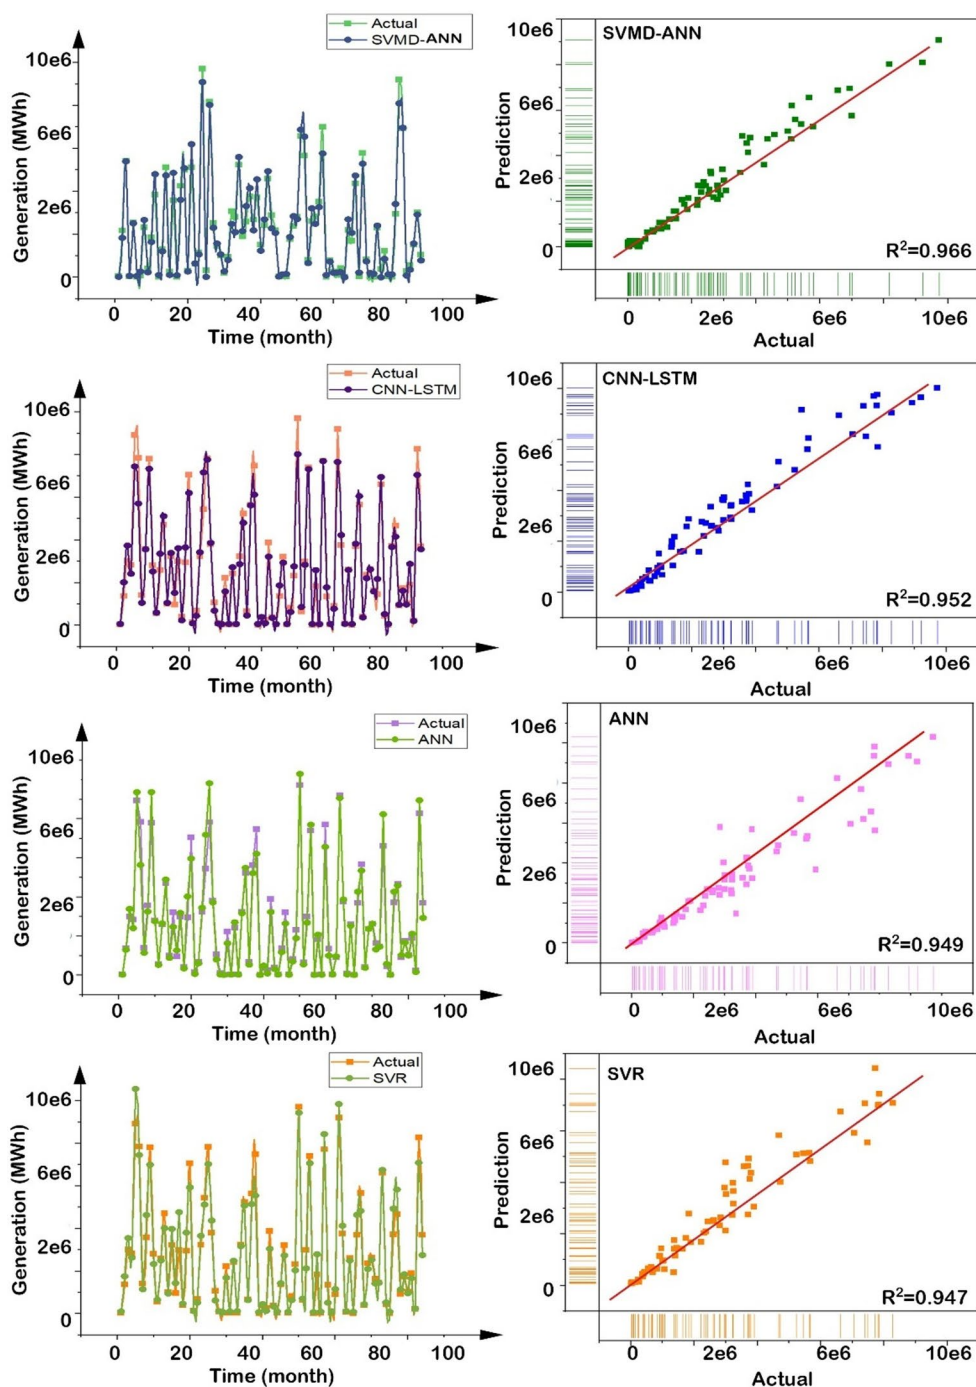 Actual
SVMD-ANN
Generation (MWh)
10e6
6e6
2e6
0
0 20 40 60 80 100
Time (month)
SVMD-ANN
Prediction
10e6
6e6
2e6
0
R²=0.966
0 2e6 6e6 10e6
Actual
Actual
CNN-LSTM
Generation (MWh)
10e6
6e6
2e6
0
0 20 40 60 80 100
Time (month)
CNN-LSTM
Prediction
10e6
6e6
2e6
0
R²=0.952
0 2e6 6e6 10e6
Actual
Actual
ANN
Generation (MWh)
10e6
6e6
2e6
0
0 20 40 60 80 100
Time (month)
ANN
Prediction
10e6
6e6
2e6
0
R²=0.949
0 2e6 6e6 10e6
Actual
Actual
SVR
Generation (MWh)
10e6
6e6
2e6
0
0 20 40 60 80 100
Time (month)
SVR
Prediction
10e6
6e6
2e6
0
R²=0.947
0 2e6 6e6 10e6
Actual